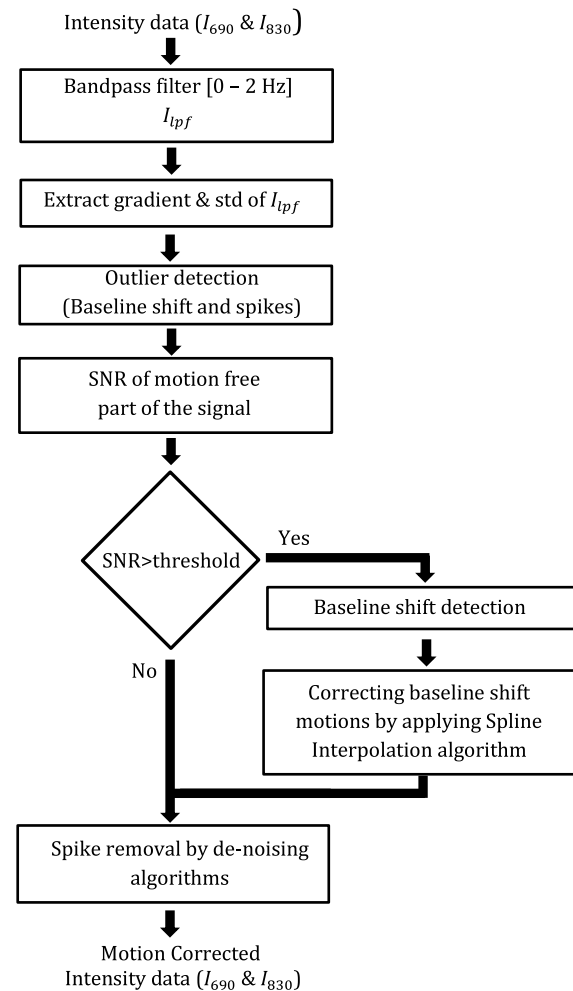 Intensity data (I₆₉₀ & I₈₃₀)
Bandpass filter [0 – 2 Hz]
Iₗₚf
Extract gradient & std of Iₗₚf
Outlier detection
(Baseline shift and spikes)
SNR of motion free
part of the signal
SNR>threshold
Yes
Baseline shift detection
No
Correcting baseline shift
motions by applying Spline
Interpolation algorithm
Spike removal by de-noising
algorithms
Motion Corrected
Intensity data (I₆₉₀ & I₈₃₀)